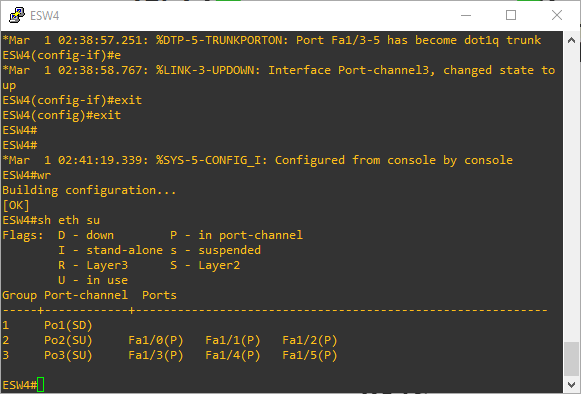 ESW4
*Mar  1 02:38:57.251: %DTP-5-TRUNKPORTON: Port Fa1/3-5 has become dot1q trunk
ESW4(config-if)#e
*Mar  1 02:38:58.767: %LINK-3-UPDOWN: Interface Port-channel3, changed state to
up
ESW4(config-if)#exit
ESW4(config)#exit
ESW4#
ESW4#
*Mar  1 02:41:19.339: %SYS-5-CONFIG_I: Configured from console by console
ESW4#wr
Building configuration...
[OK]
ESW4#sh eth su
Flags:  D - down        P - in port-channel
        I - stand-alone s - suspended
        R - Layer3      S - Layer2
        U - in use
Group Port-channel  Ports
-----+------------+-----------------------------------------------------------
1     Po1(SD)
2     Po2(SU)     Fa1/0(P)   Fa1/1(P)   Fa1/2(P)
3     Po3(SU)     Fa1/3(P)   Fa1/4(P)   Fa1/5(P)
ESW4#